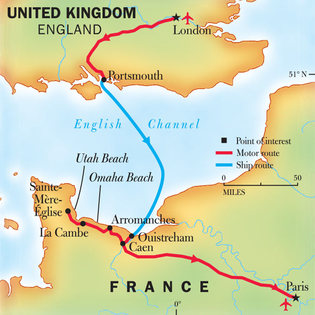 UNITED KINGDOM
ENGLAND
London
Portsmouth
51° N
English Channel
Point of interest
Motor route
Ship route
0 50
MILES
Utah Beach
Omaha Beach
Sainte-
Mère-
Église
Arromanches
La Cambe
Ouistreham
Caen
FRANCE
Paris
0°